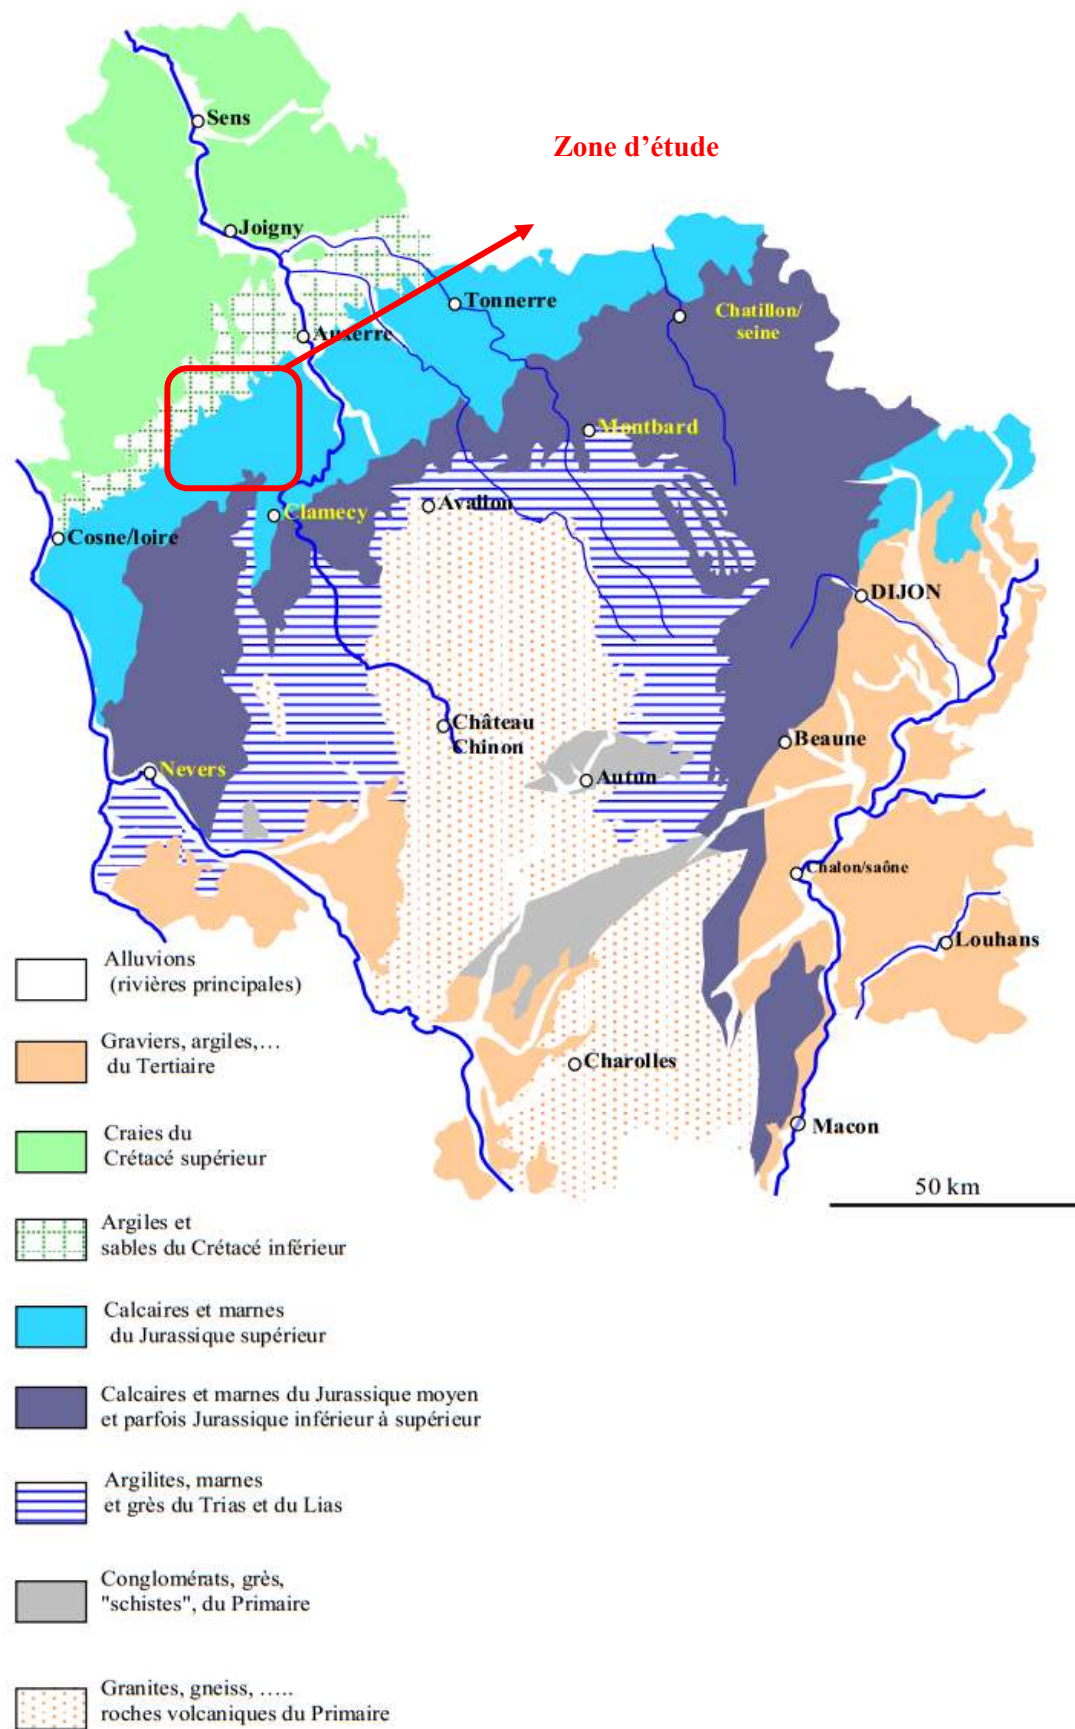 Sens
Zone d'étude
Joigny
Tonnerre
Chatillon/
seine
Auxerre
Montbard
Avallon
Clamecy
Cosne/loire
DIJON
Château
Chinon
Beaune
Nevers
Autun
Chalon/saône
Louhans
Charolles
Macon
50 km
Alluvions
(rivières principales)
Graviers, argiles,…
du Tertiaire
Craies du
Crétacé supérieur
Argiles et
sables du Crétacé inférieur
Calcaires et marnes
du Jurassique supérieur
Calcaires et marnes du Jurassique moyen
et parfois Jurassique inférieur à supérieur
Argilites, marnes
et grès du Trias et du Lias
Conglomérats, grès,
"schistes", du Primaire
Granites, gneiss, .....
roches volcaniques du Primaire